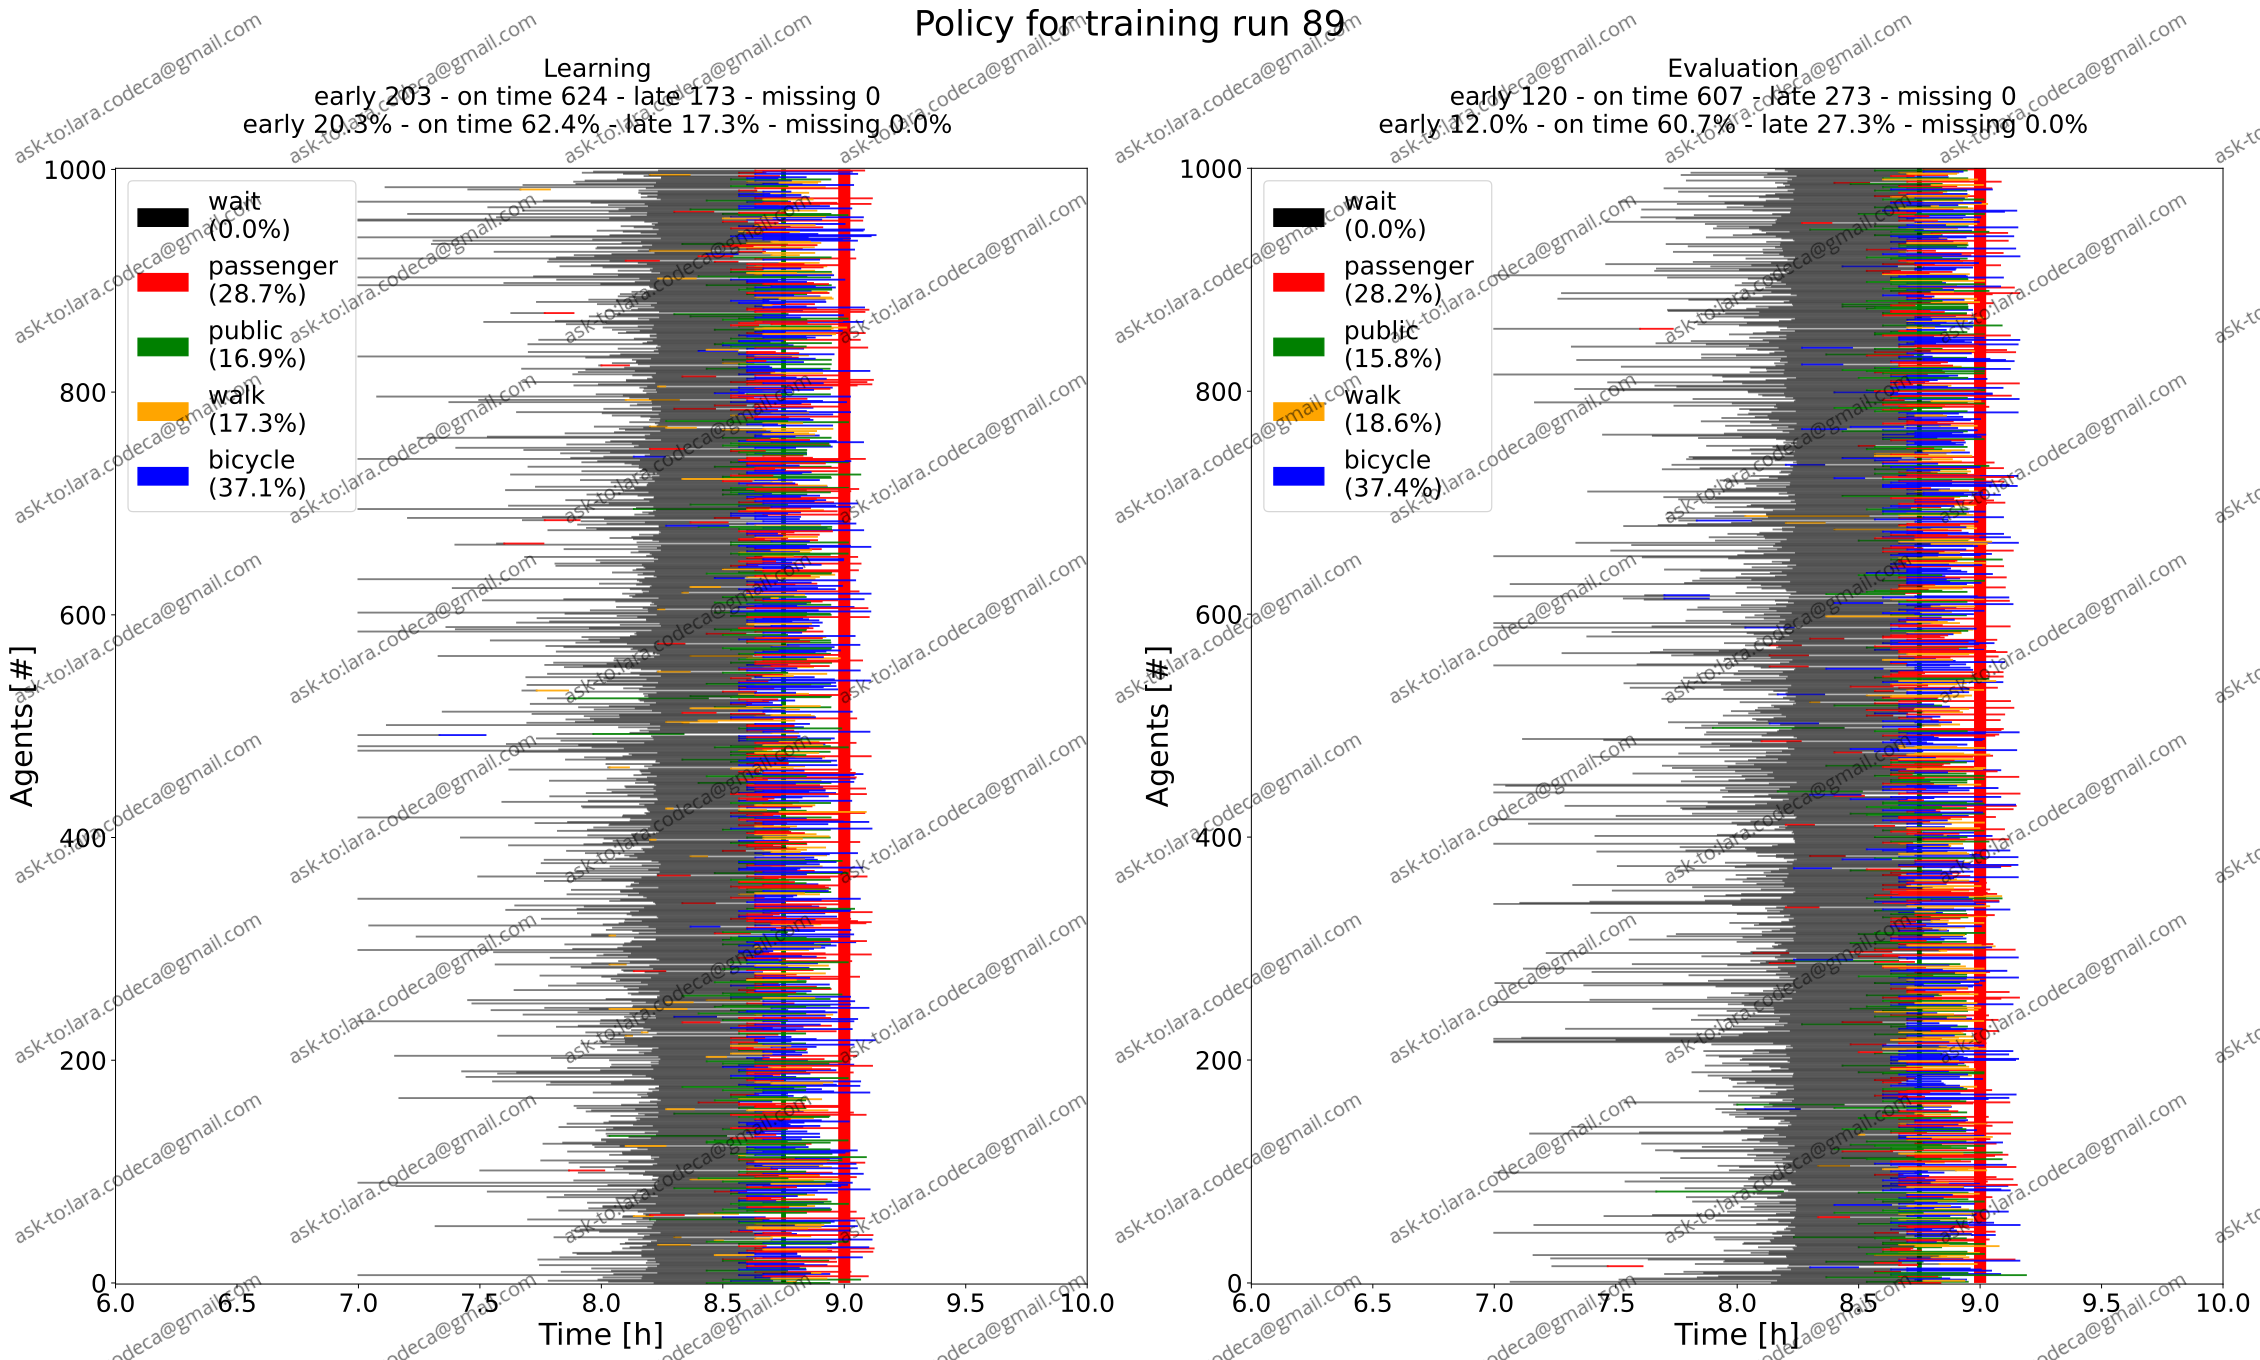 Policy for training run 89
Learning
early 203 - on time 624 - late 173 - missing 0
early 20.3% - on time 62.4% - late 17.3% - missing 0.0%
Evaluation
early 120 - on time 607 - late 273 - missing 0
early 12.0% - on time 60.7% - late 27.3% - missing 0.0%
Agents [#]
1000
800
600
400
200
0
wait
(0.0%)
passenger
(28.7%)
public
(16.9%)
walk
(17.3%)
bicycle
(37.1%)
6.0 6.5 7.0 7.5 8.0 8.5 9.0 9.5 10.0
Time [h]
Agents [#]
1000
800
600
400
200
0
wait
(0.0%)
passenger
(28.2%)
public
(15.8%)
walk
(18.6%)
bicycle
(37.4%)
6.0 6.5 7.0 7.5 8.0 8.5 9.0 9.5 10.0
Time [h]
ask-to:lara.codeca@gmail.com